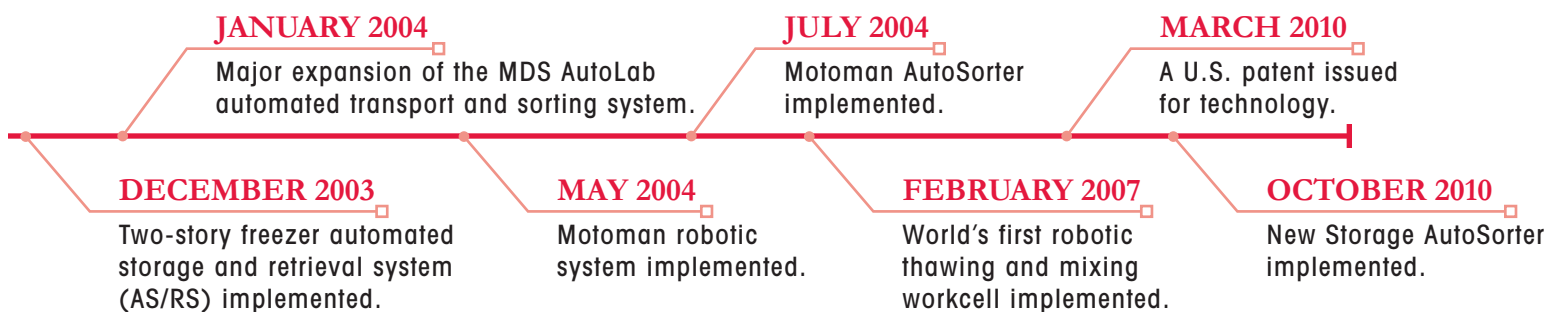 JANUARY 2004
Major expansion of the MDS AutoLab
automated transport and sorting system.
JULY 2004
Motoman AutoSorter
implemented.
MARCH 2010
A U.S. patent issued
for technology.
DECEMBER 2003
Two-story freezer automated
storage and retrieval system
(AS/RS) implemented.
MAY 2004
Motoman robotic
system implemented.
FEBRUARY 2007
World’s first robotic
thawing and mixing
workcell implemented.
OCTOBER 2010
New Storage AutoSorter
implemented.